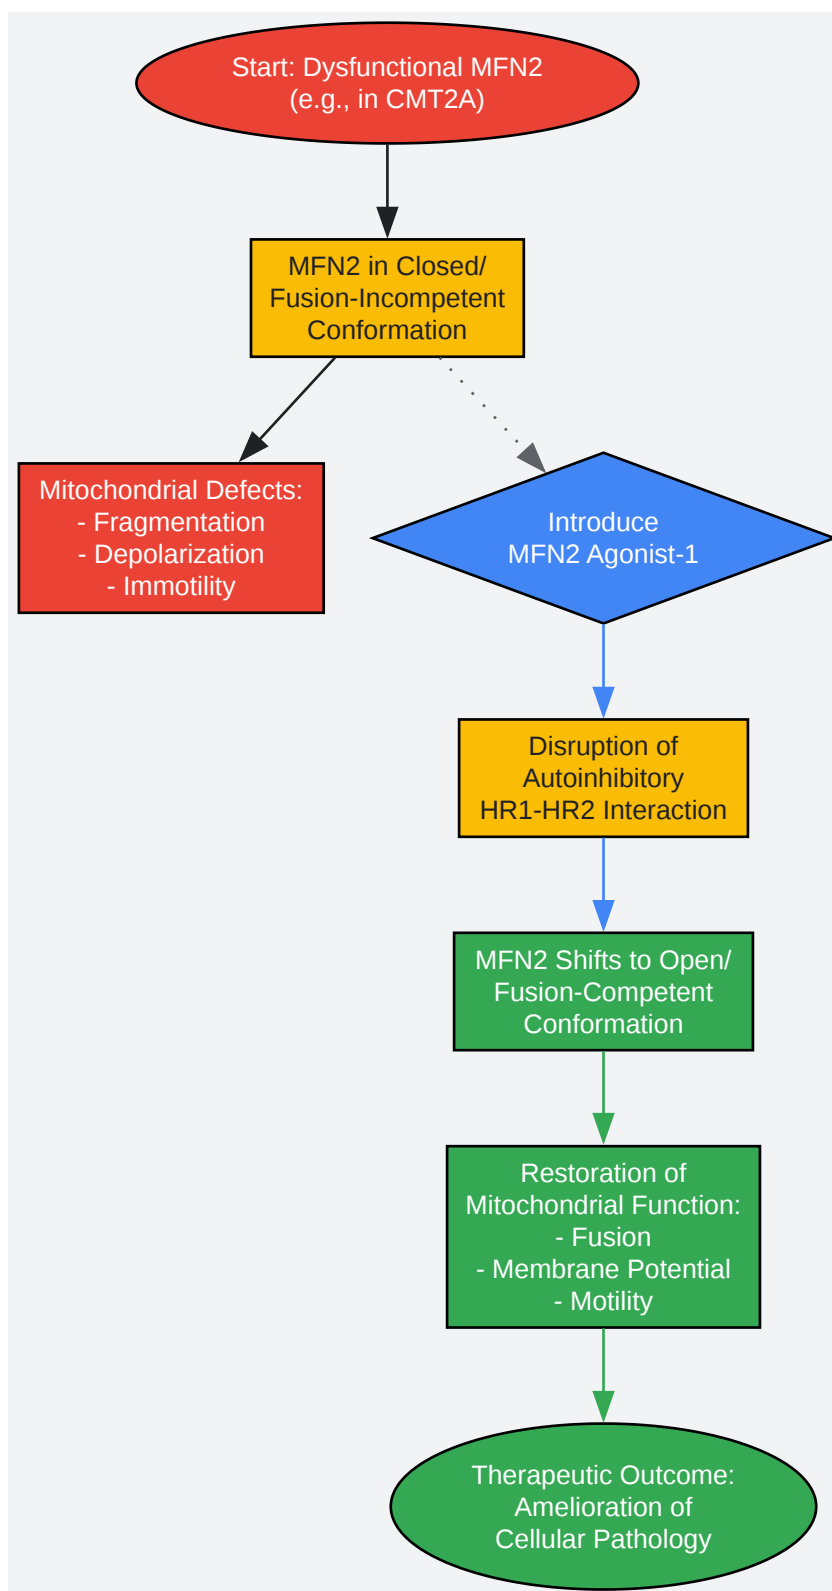 Start: Dysfunctional MFN2
(e.g., in CMT2A)
MFN2 in Closed/
Fusion-Incompetent
Conformation
Mitochondrial Defects:
- Fragmentation
- Depolarization
- Immotility
Introduce
MFN2 Agonist-1
Disruption of
Autoinhibitory
HR1-HR2 Interaction
MFN2 Shifts to Open/
Fusion-Competent
Conformation
Restoration of
Mitochondrial Function:
- Fusion
- Membrane Potential
- Motility
Therapeutic Outcome:
Amelioration of
Cellular Pathology